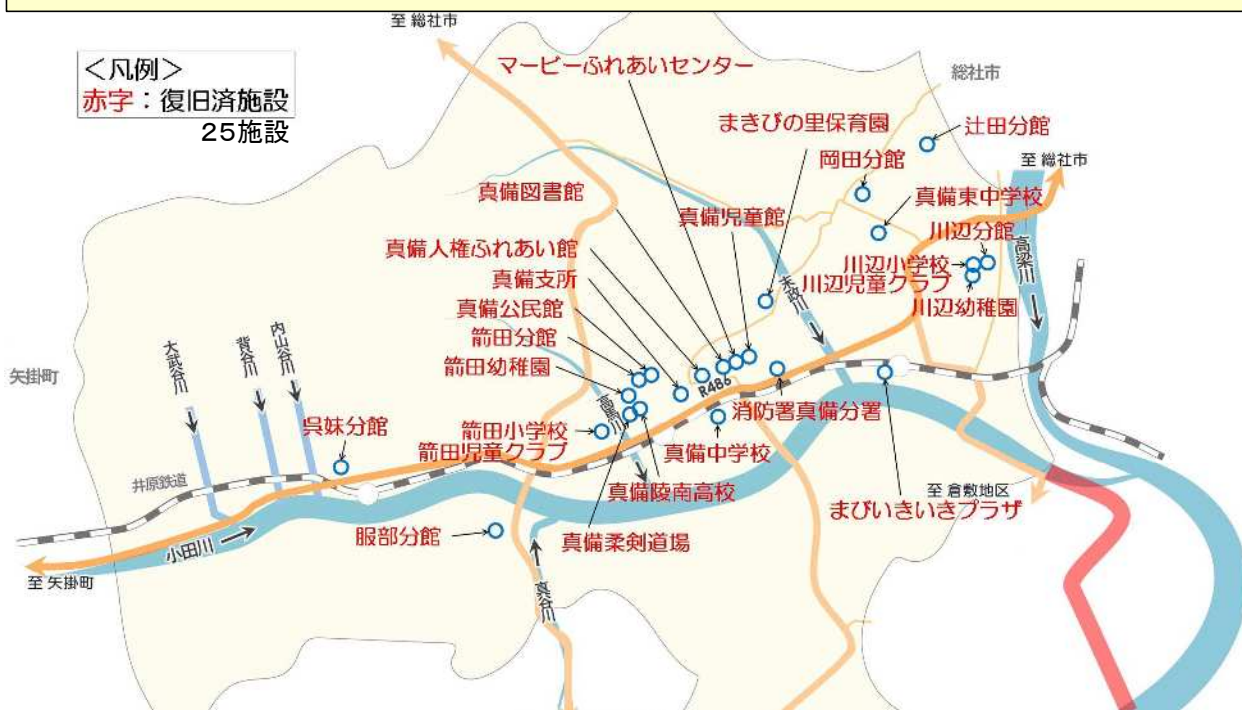 至 総社市
<凡例>
赤字：復旧済施設
25施設
マービーふれあいセンター
総社市
まきびの里保育園
辻田分館
岡田分館
至 総社市
真備図書館
真備児童館
真備東中学校
川辺分館
真備人権ふれあい館
川辺小学校
高梁川
真備支所
川辺児童クラブ
末政川
真備公民館
川辺幼稚園
箭田分館
内山谷川
背谷川
大武谷川
箭田幼稚園
矢掛町
R486
高馬川
消防署真備分署
呉妹分館
箭田小学校
箭田児童クラブ
真備中学校
井原鉄道
真備陵南高校
至 倉敷地区
まびいきいきプラザ
服部分館
真備柔剣道場
小田川
至 矢掛町
真谷川